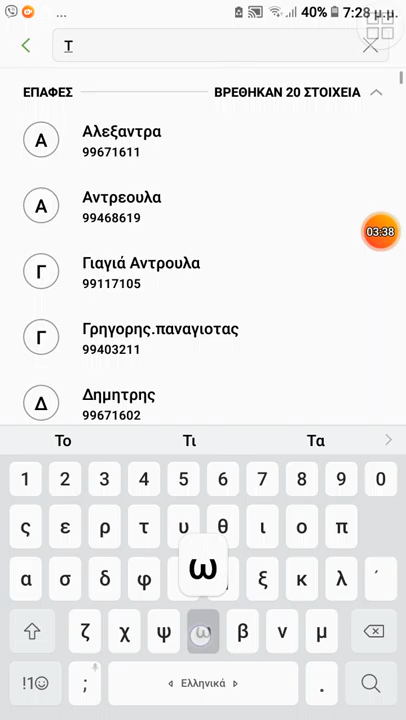 ... 40% 7:28 μ.μ.
Τ
ΕΠΑΦΕΣ ΒΡΕΘΗΚΑΝ 20 ΣΤΟΙΧΕΙΑ
Α Αλεξαντρα
99671611
Α Αντρεουλα
99468619
03:38
Γ Γιαγιά Αντρουλα
99117105
Γ Γρηγορης.παναγιοτας
99403211
Δ Δημητρης
99671602
Το Τι Τα
1 2 3 4 5 6 7 8 9 0
ς ε ρ τ υ θ ι ο π
ω
α σ δ φ ξ κ λ ΄
ζ χ ψ ω β ν μ
!1☺ ; Ελληνικά .